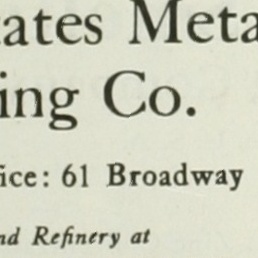 ates Meta
ing Co.
ice: 61 Broadway
nd Refinery at